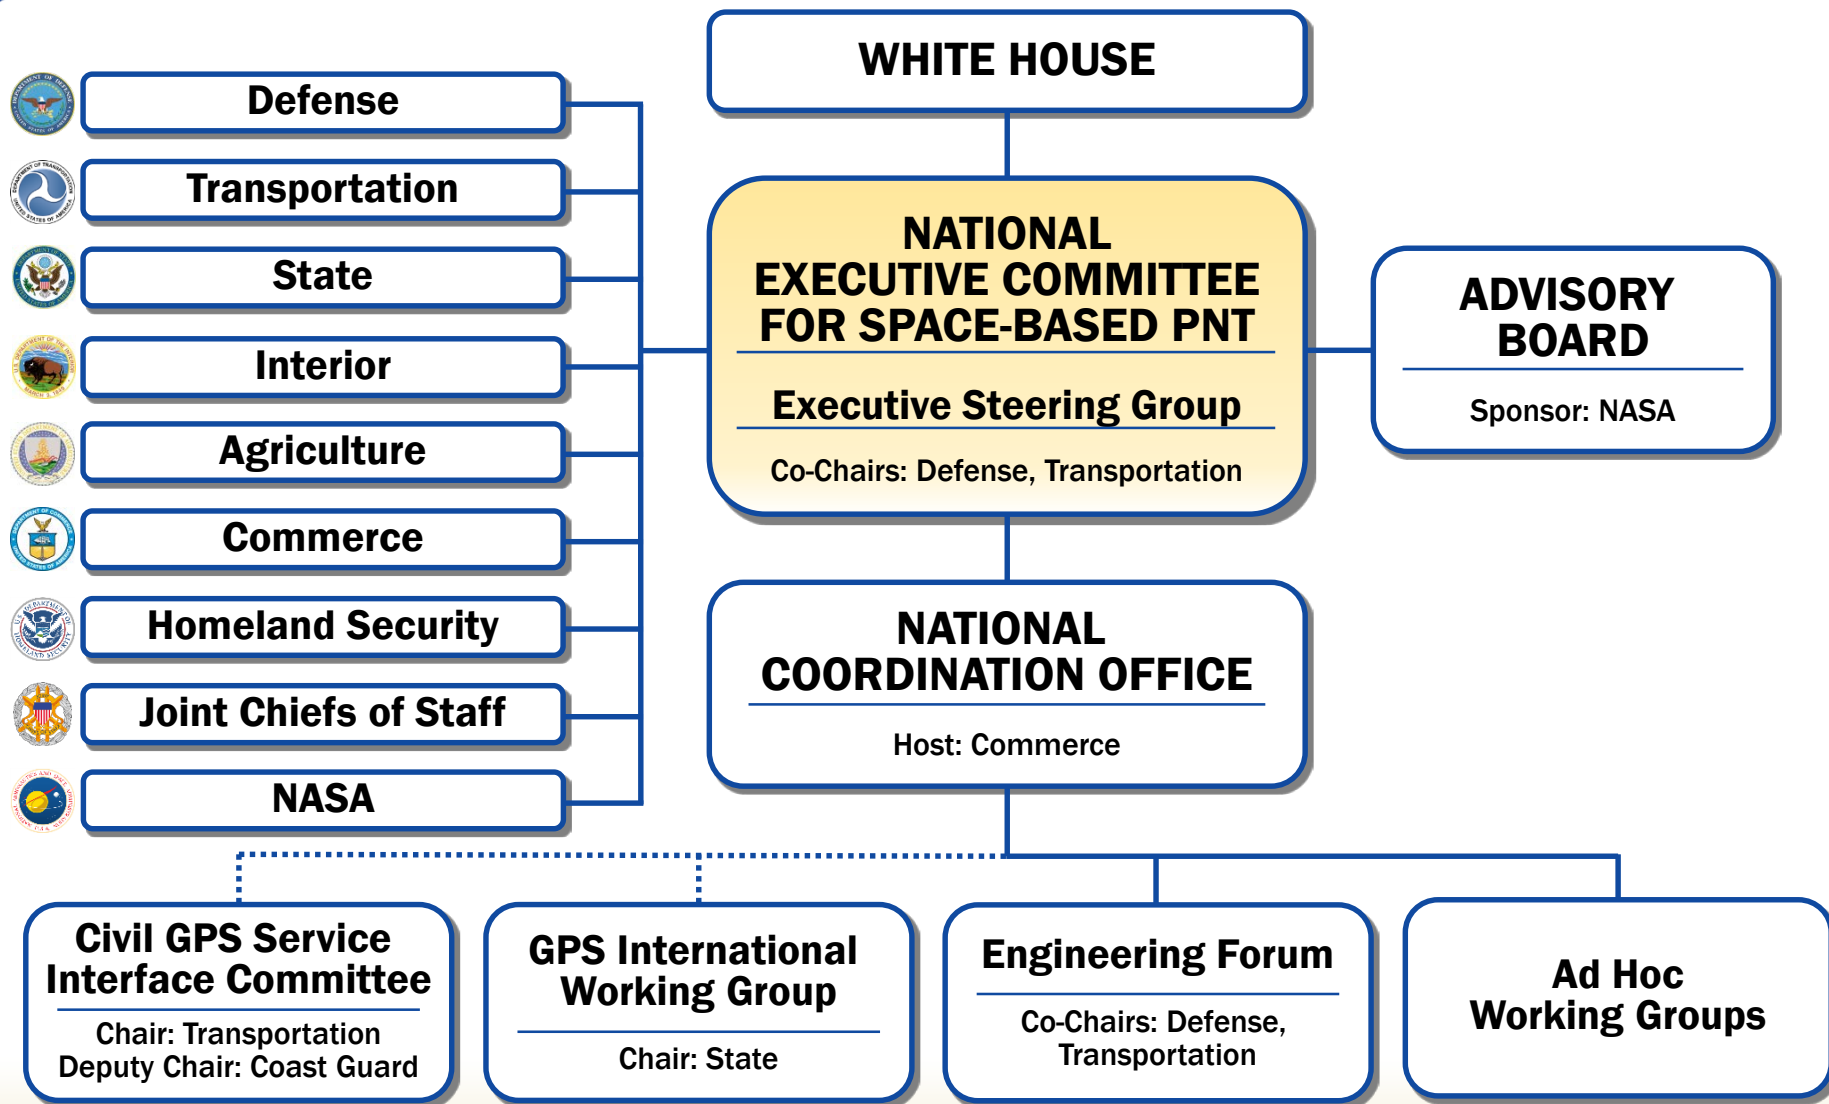 WHITE HOUSE
Defense
Transportation
State
Interior
Agriculture
Commerce
Homeland Security
Joint Chiefs of Staff
NASA
NATIONAL
EXECUTIVE COMMITTEE
FOR SPACE-BASED PNT
Executive Steering Group
Co-Chairs: Defense, Transportation
ADVISORY
BOARD
Sponsor: NASA
NATIONAL
COORDINATION OFFICE
Host: Commerce
Civil GPS Service
Interface Committee
Chair: Transportation
Deputy Chair: Coast Guard
GPS International
Working Group
Chair: State
Engineering Forum
Co-Chairs: Defense,
Transportation
Ad Hoc
Working Groups